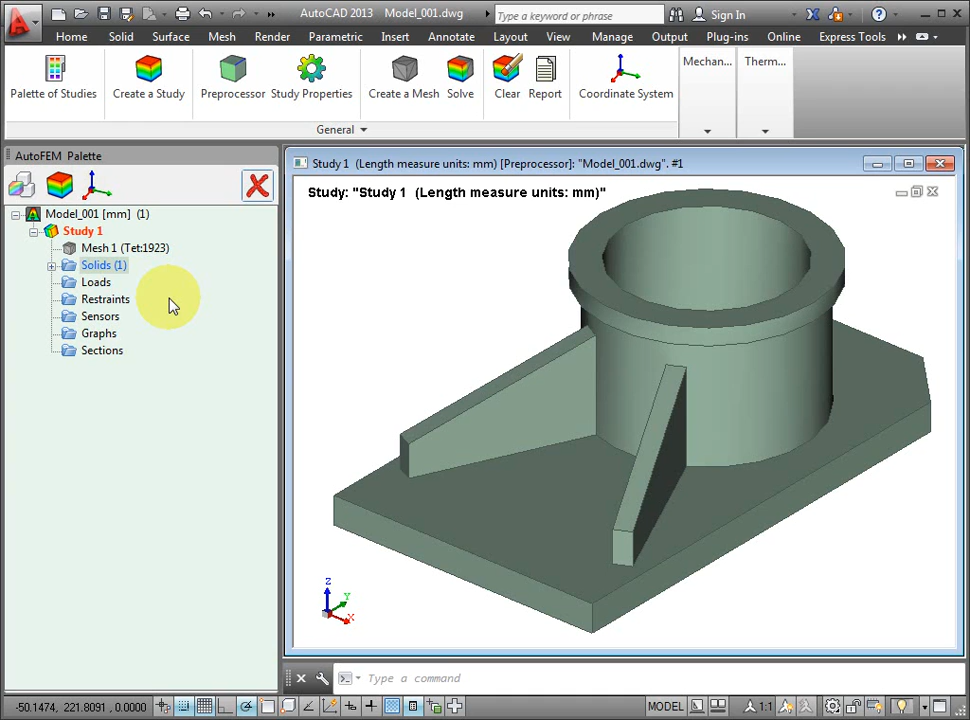 AutoCAD 2013 Model_001.dwg
Type a keyword or phrase
Sign In
Home Solid Surface Mesh Render Parametric Insert Annotate Layout View Manage Output Plug-ins Online Express Tools
Palette of Studies Create a Study Preprocessor Study Properties Create a Mesh Solve Clear Report Coordinate System
Mechan... Therm...
General
AutoFEM Palette
Model_001 [mm] (1)
Study 1
Mesh 1 (Tet:1923)
Solids (1)
Loads
Restraints
Sensors
Graphs
Sections
Study 1 (Length measure units: mm) [Preprocessor]: "Model_001.dwg". #1
Study: "Study 1 (Length measure units: mm)"
Z
Y
X
Type a command
-50.1474, 221.8091, 0.0000
MODEL
1:1